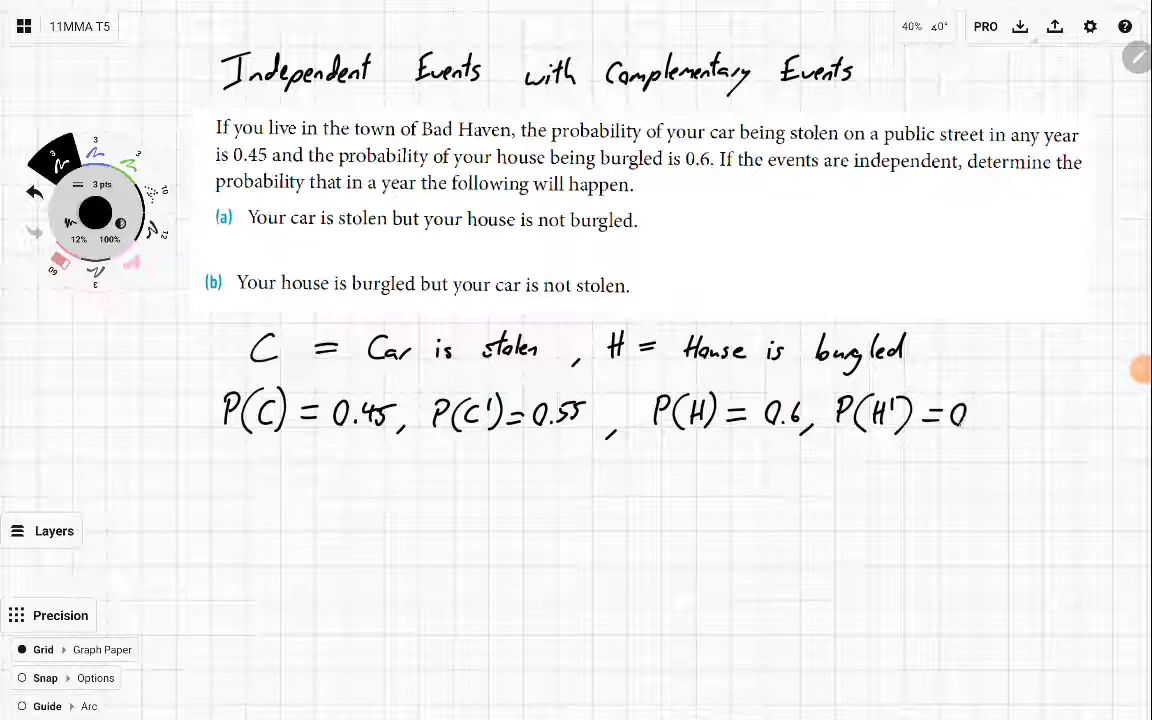 11MMA T5
40% 0°
PRO
Independent Events with Complementary Events
If you live in the town of Bad Haven, the probability of your car being stolen on a public street in any year
is 0.45 and the probability of your house being burgled is 0.6. If the events are independent, determine the
probability that in a year the following will happen.
(a) Your car is stolen but your house is not burgled.
(b) Your house is burgled but your car is not stolen.
3 pts
12% 100%
C = Car is stolen , H = House is burgled
P(C) = 0.45, P(C')=0.55 , P(H) = 0.6, P(H') = 0
Layers
Precision
Grid Graph Paper
Snap Options
Guide Arc